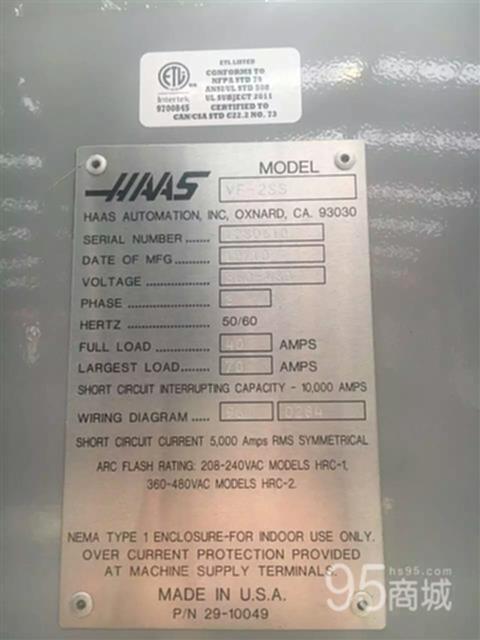 ETL LISTED
CONFORMS TO
NFPA STD 79
ANSI/UL STD 508
UL SUBJECT 2011
CERTIFIED TO
CAN/CSA STD C22.2 NO. 73
ETL
Intertek
9700845
HAAS
MODEL
VF-2SS
HAAS AUTOMATION, INC, OXNARD, CA. 93030
SERIAL NUMBER
DATE OF MFG
VOLTAGE
PHASE
HERTZ 50/60
FULL LOAD 40 AMPS
LARGEST LOAD 70 AMPS
SHORT CIRCUIT INTERRUPTING CAPACITY - 10,000 AMPS
WIRING DIAGRAM
SHORT CIRCUIT CURRENT 5,000 Amps RMS SYMMETRICAL
ARC FLASH RATING: 208-240VAC MODELS HRC-1,
360-480VAC MODELS HRC-2.
NEMA TYPE 1 ENCLOSURE-FOR INDOOR USE ONLY.
OVER CURRENT PROTECTION PROVIDED
AT MACHINE SUPPLY TERMINALS.
MADE IN U.S.A.
P/N 29-10049
95商城
hs95.com